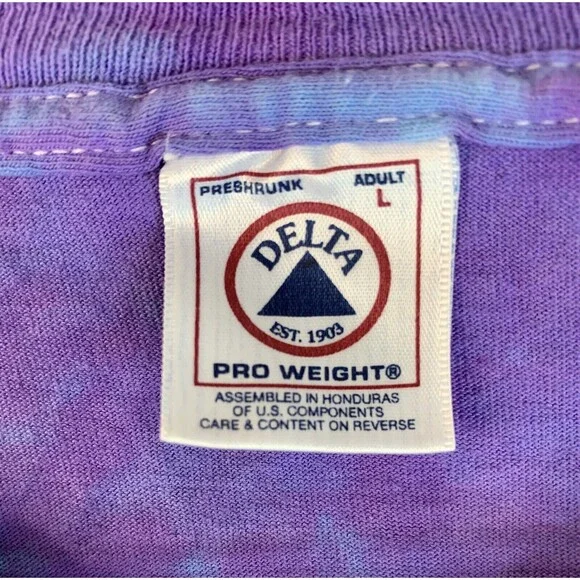 PRESHRUNK ADULT
L
DELTA
EST. 1903
PRO WEIGHT®
ASSEMBLED IN HONDURAS
OF U.S. COMPONENTS
CARE & CONTENT ON REVERSE